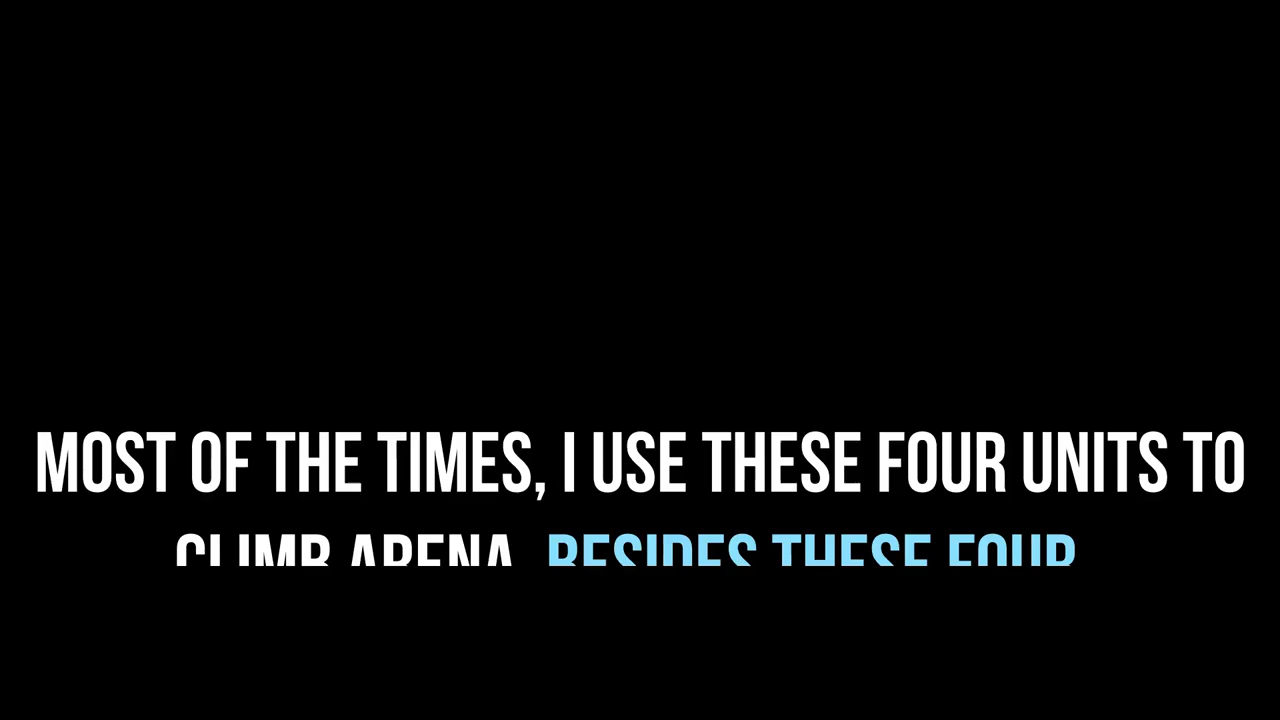 MOST OF THE TIMES, I USE THESE FOUR UNITS TO
CLIMB ARENA. BESIDES THESE FOUR